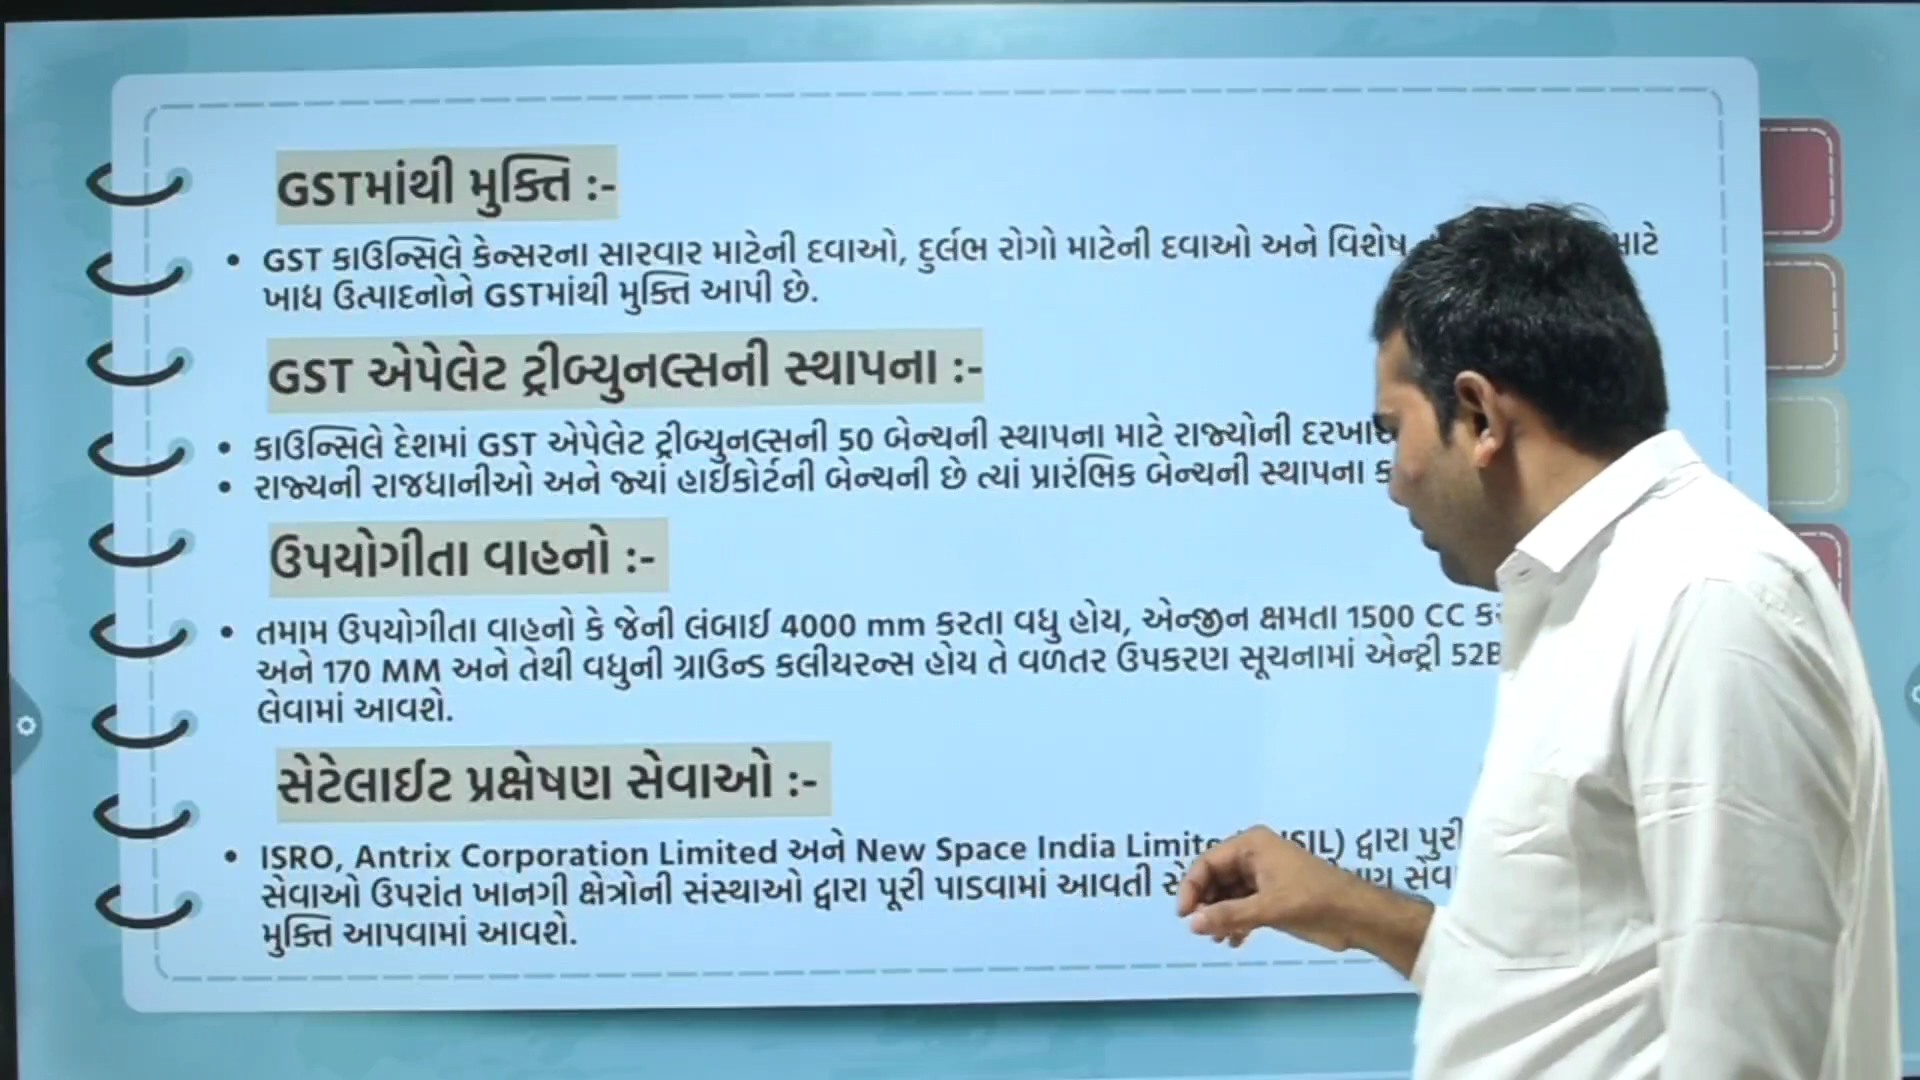 GSTમાંથી મુક્તિ :-
• GST કાઉન્સિલે કેન્સરના સારવાર માટેની દવાઓ, દુર્લભ રોગો માટેની દવાઓ અને વિશેષ માટે
ખાધ ઉત્પાદનોને GSTમાંથી મુક્તિ આપી છે.
GST એપેલેટ ટ્રીબ્યુનલ્સની સ્થાપના :-
• કાઉન્સિલે દેશમાં GST એપેલેટ ટ્રીબ્યુનલ્સની 50 બેન્ચની સ્થાપના માટે રાજ્યોની
• રાજ્યની રાજધાનીઓ અને જ્યાં હાઈકોર્ટની બેન્ચની છે ત્યાં પ્રારંભિક બેન્ચની સ્થાપના
ઉપયોગીતા વાહનો :-
• તમામ ઉપયોગીતા વાહનો કે જેની લંબાઈ 4000 mm કરતા વધુ હોય, એન્જીન ક્ષમતા 1500 CC
અને 170 MM અને તેથી વધુની ગ્રાઉન્ડ કલીયરન્સ હોય તે વળતર ઉપકરણ સૂચનામાં એન્ટ્રી 52B
લેવામાં આવશે.
સેટેલાઈટ પ્રક્ષેષણ સેવાઓ :-
• ISRO, Antrix Corporation Limited અને New Space India દ્વારા
સેવાઓ ઉપરાંત ખાનગી ક્ષેત્રોની સંસ્થાઓ દ્વારા પૂરી પાડવામાં આવતી
મુક્તિ આપવામાં આવશે.